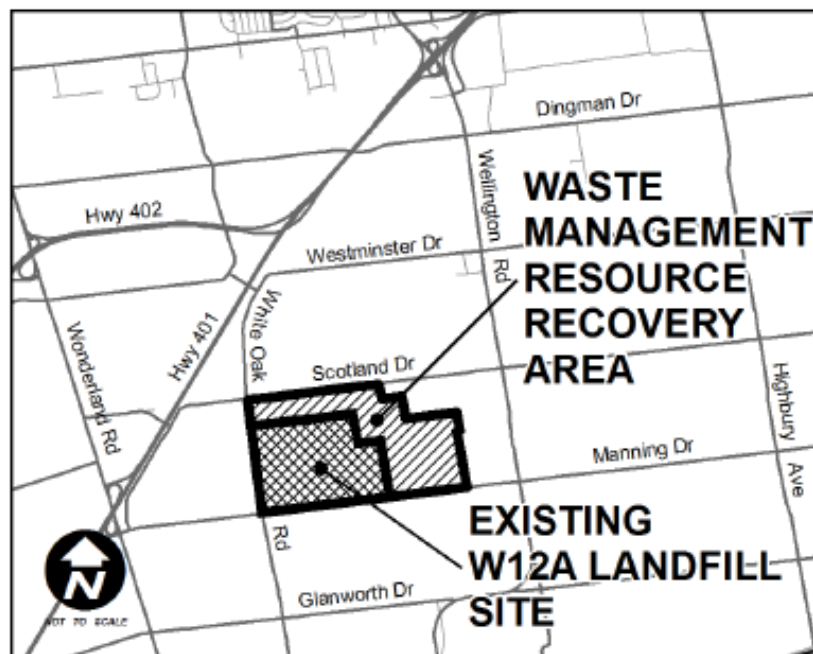 Dingman Dr
Wellington
Rd
WASTE
MANAGEMENT
RESOURCE
RECOVERY
AREA
Hwy 402
Westminster Dr
White Oak
Hwy 401
Wonderland Rd
Scotland Dr
Highbury
Ave
Manning Dr
EXISTING
W12A LANDFILL
SITE
Rd
Glanworth Dr
N
NOT TO SCALE